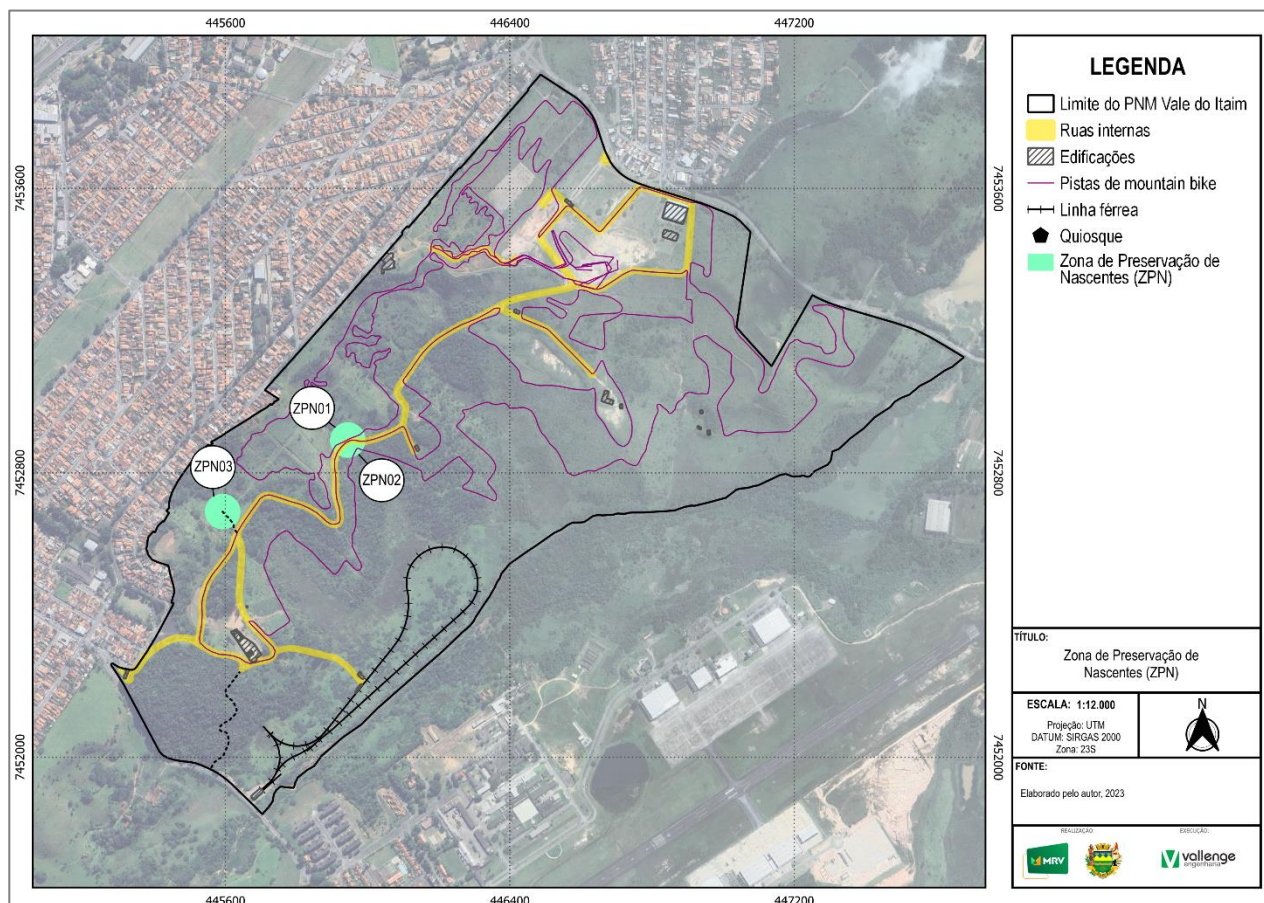 445600
446400
447200
7453600
7453600
ZPN01
ZPN03
ZPN02
7452800
7452800
7452000
7452000
445600
446400
447200
LEGENDA
Limite do PNM Vale do Itaim
Ruas internas
Edificações
Pistas de mountain bike
Linha férrea
Quiosque
Zona de Preservação de
Nascentes (ZPN)
TÍTULO:
Zona de Preservação de
Nascentes (ZPN)
ESCALA: 1:12.000
Projeção: UTM
DATUM: SIRGAS 2000
Zona: 23S
N
FONTE:
Elaborado pelo autor, 2023
REALIZAÇÃO:
EXECUÇÃO:
MRV
vallenge
engenharia